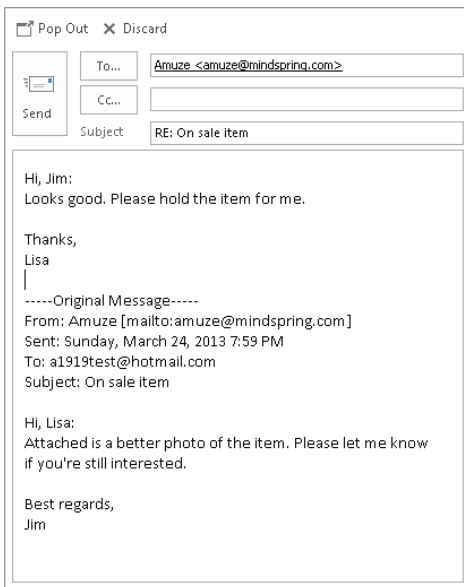 Pop Out Discard
To... Amuze <amuze@mindspring.com>
Cc...
Send
Subject RE: On sale item
Hi, Jim:
Looks good. Please hold the item for me.
Thanks,
Lisa
-----Original Message-----
From: Amuze [mailto:amuze@mindspring.com]
Sent: Sunday, March 24, 2013 7:59 PM
To: a1919test@hotmail.com
Subject: On sale item
Hi, Lisa:
Attached is a better photo of the item. Please let me know
if you're still interested.
Best regards,
Jim